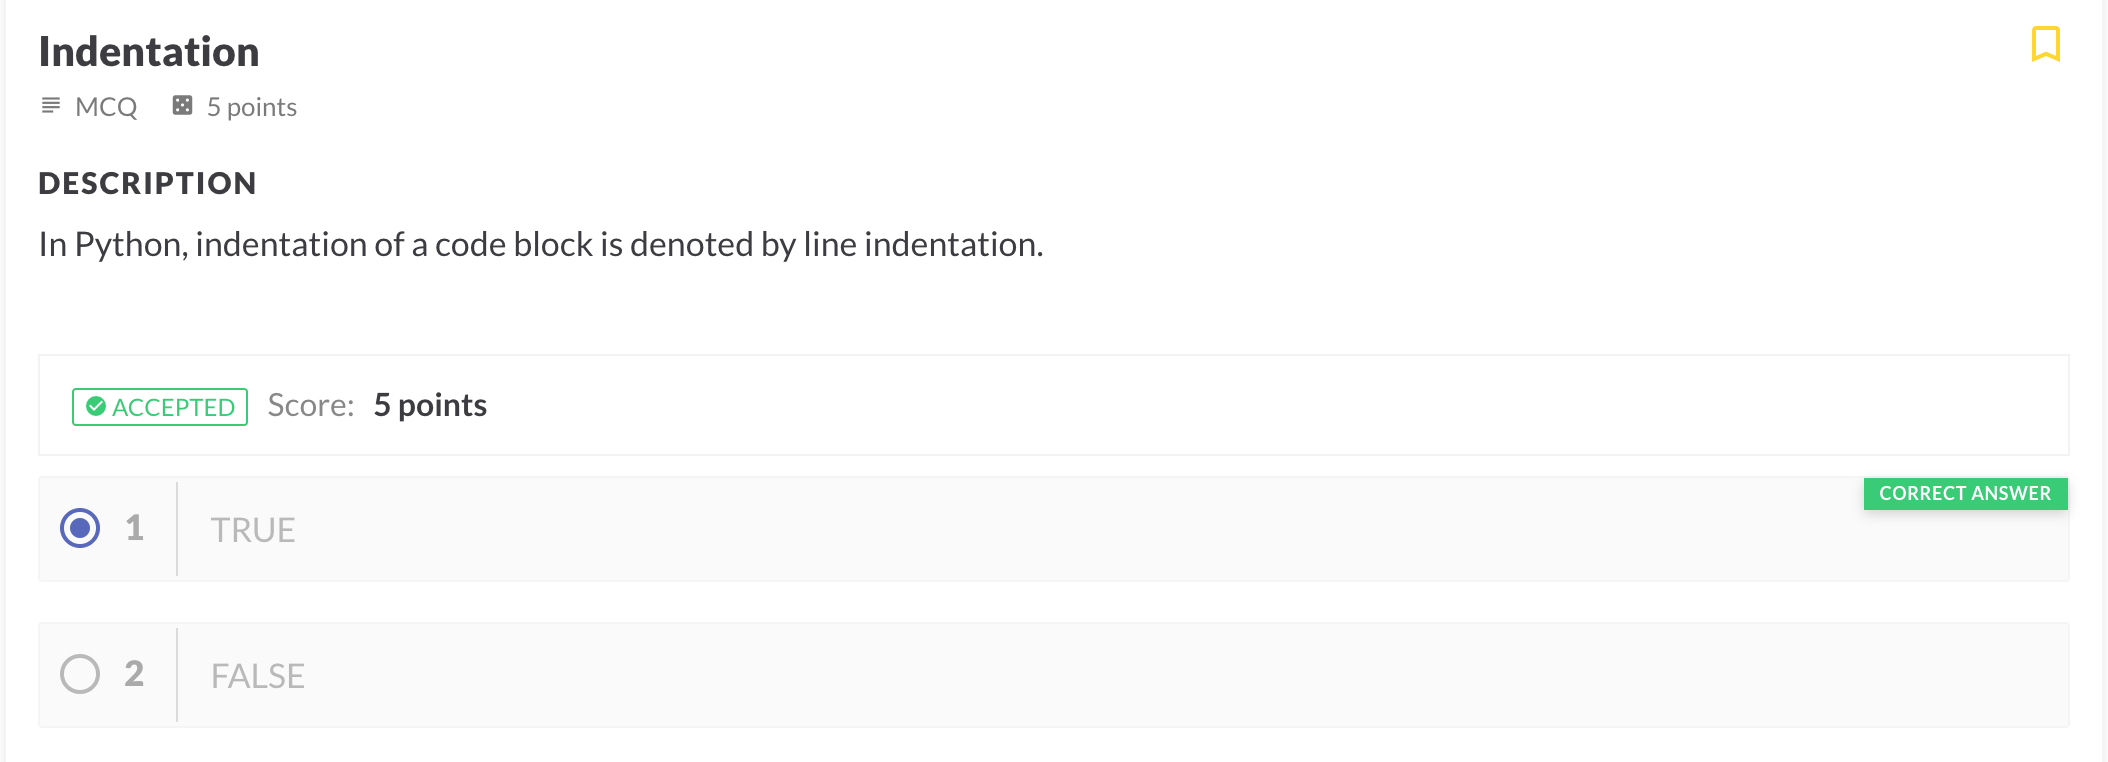 Indentation
MCQ 5 points
DESCRIPTION
In Python, indentation of a code block is denoted by line indentation.
ACCEPTED Score: 5 points
CORRECT ANSWER
1 TRUE
2 FALSE